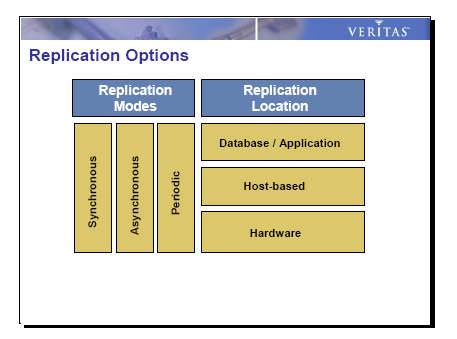 VERITAS
Replication Options
Replication
Modes
Replication
Location
Synchronous
Asynchronous
Periodic
Database / Application
Host-based
Hardware